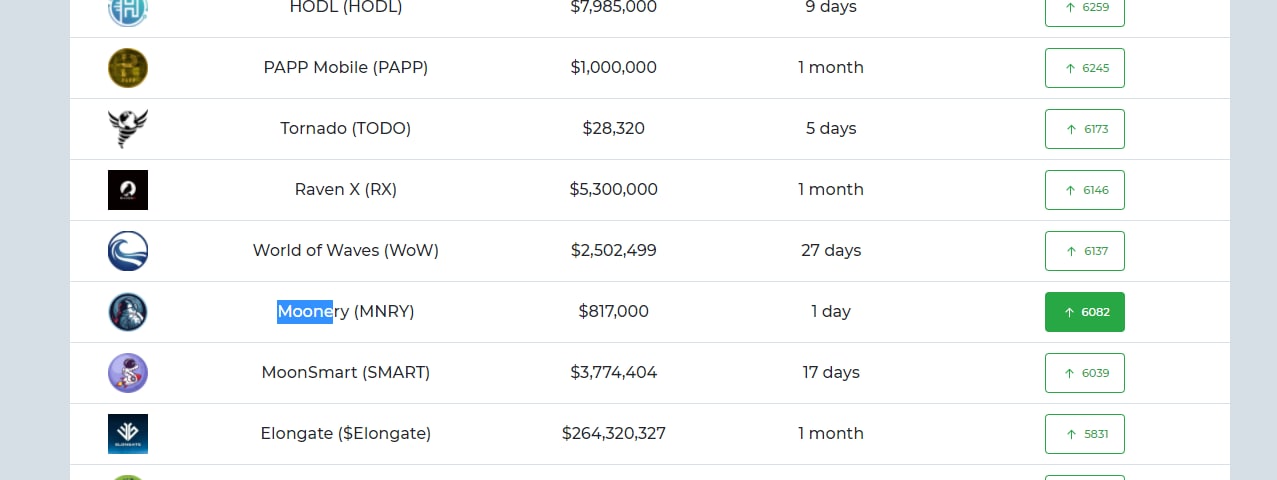 HODL (HODL) $7,985,000 9 days ↑ 6259
PAPP Mobile (PAPP) $1,000,000 1 month ↑ 6245
Tornado (TODO) $28,320 5 days ↑ 6173
Raven X (RX) $5,300,000 1 month ↑ 6146
World of Waves (WoW) $2,502,499 27 days ↑ 6137
Moonery (MNRY) $817,000 1 day ↑ 6082
MoonSmart (SMART) $3,774,404 17 days ↑ 6039
Elongate ($Elongate) $264,320,327 1 month ↑ 5831
ELONGATE